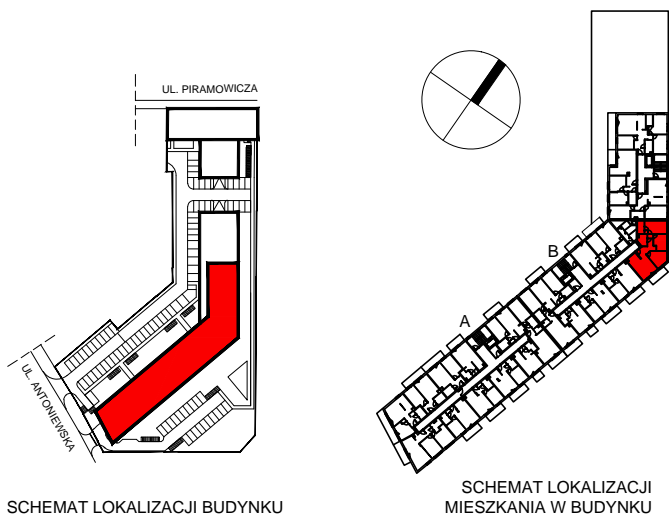 UL. PIRAMOWICZA
B
A
UL. ANTONIEWSKA
SCHEMAT LOKALIZACJI BUDYNKU
SCHEMAT LOKALIZACJI
MIESZKANIA W BUDYNKU